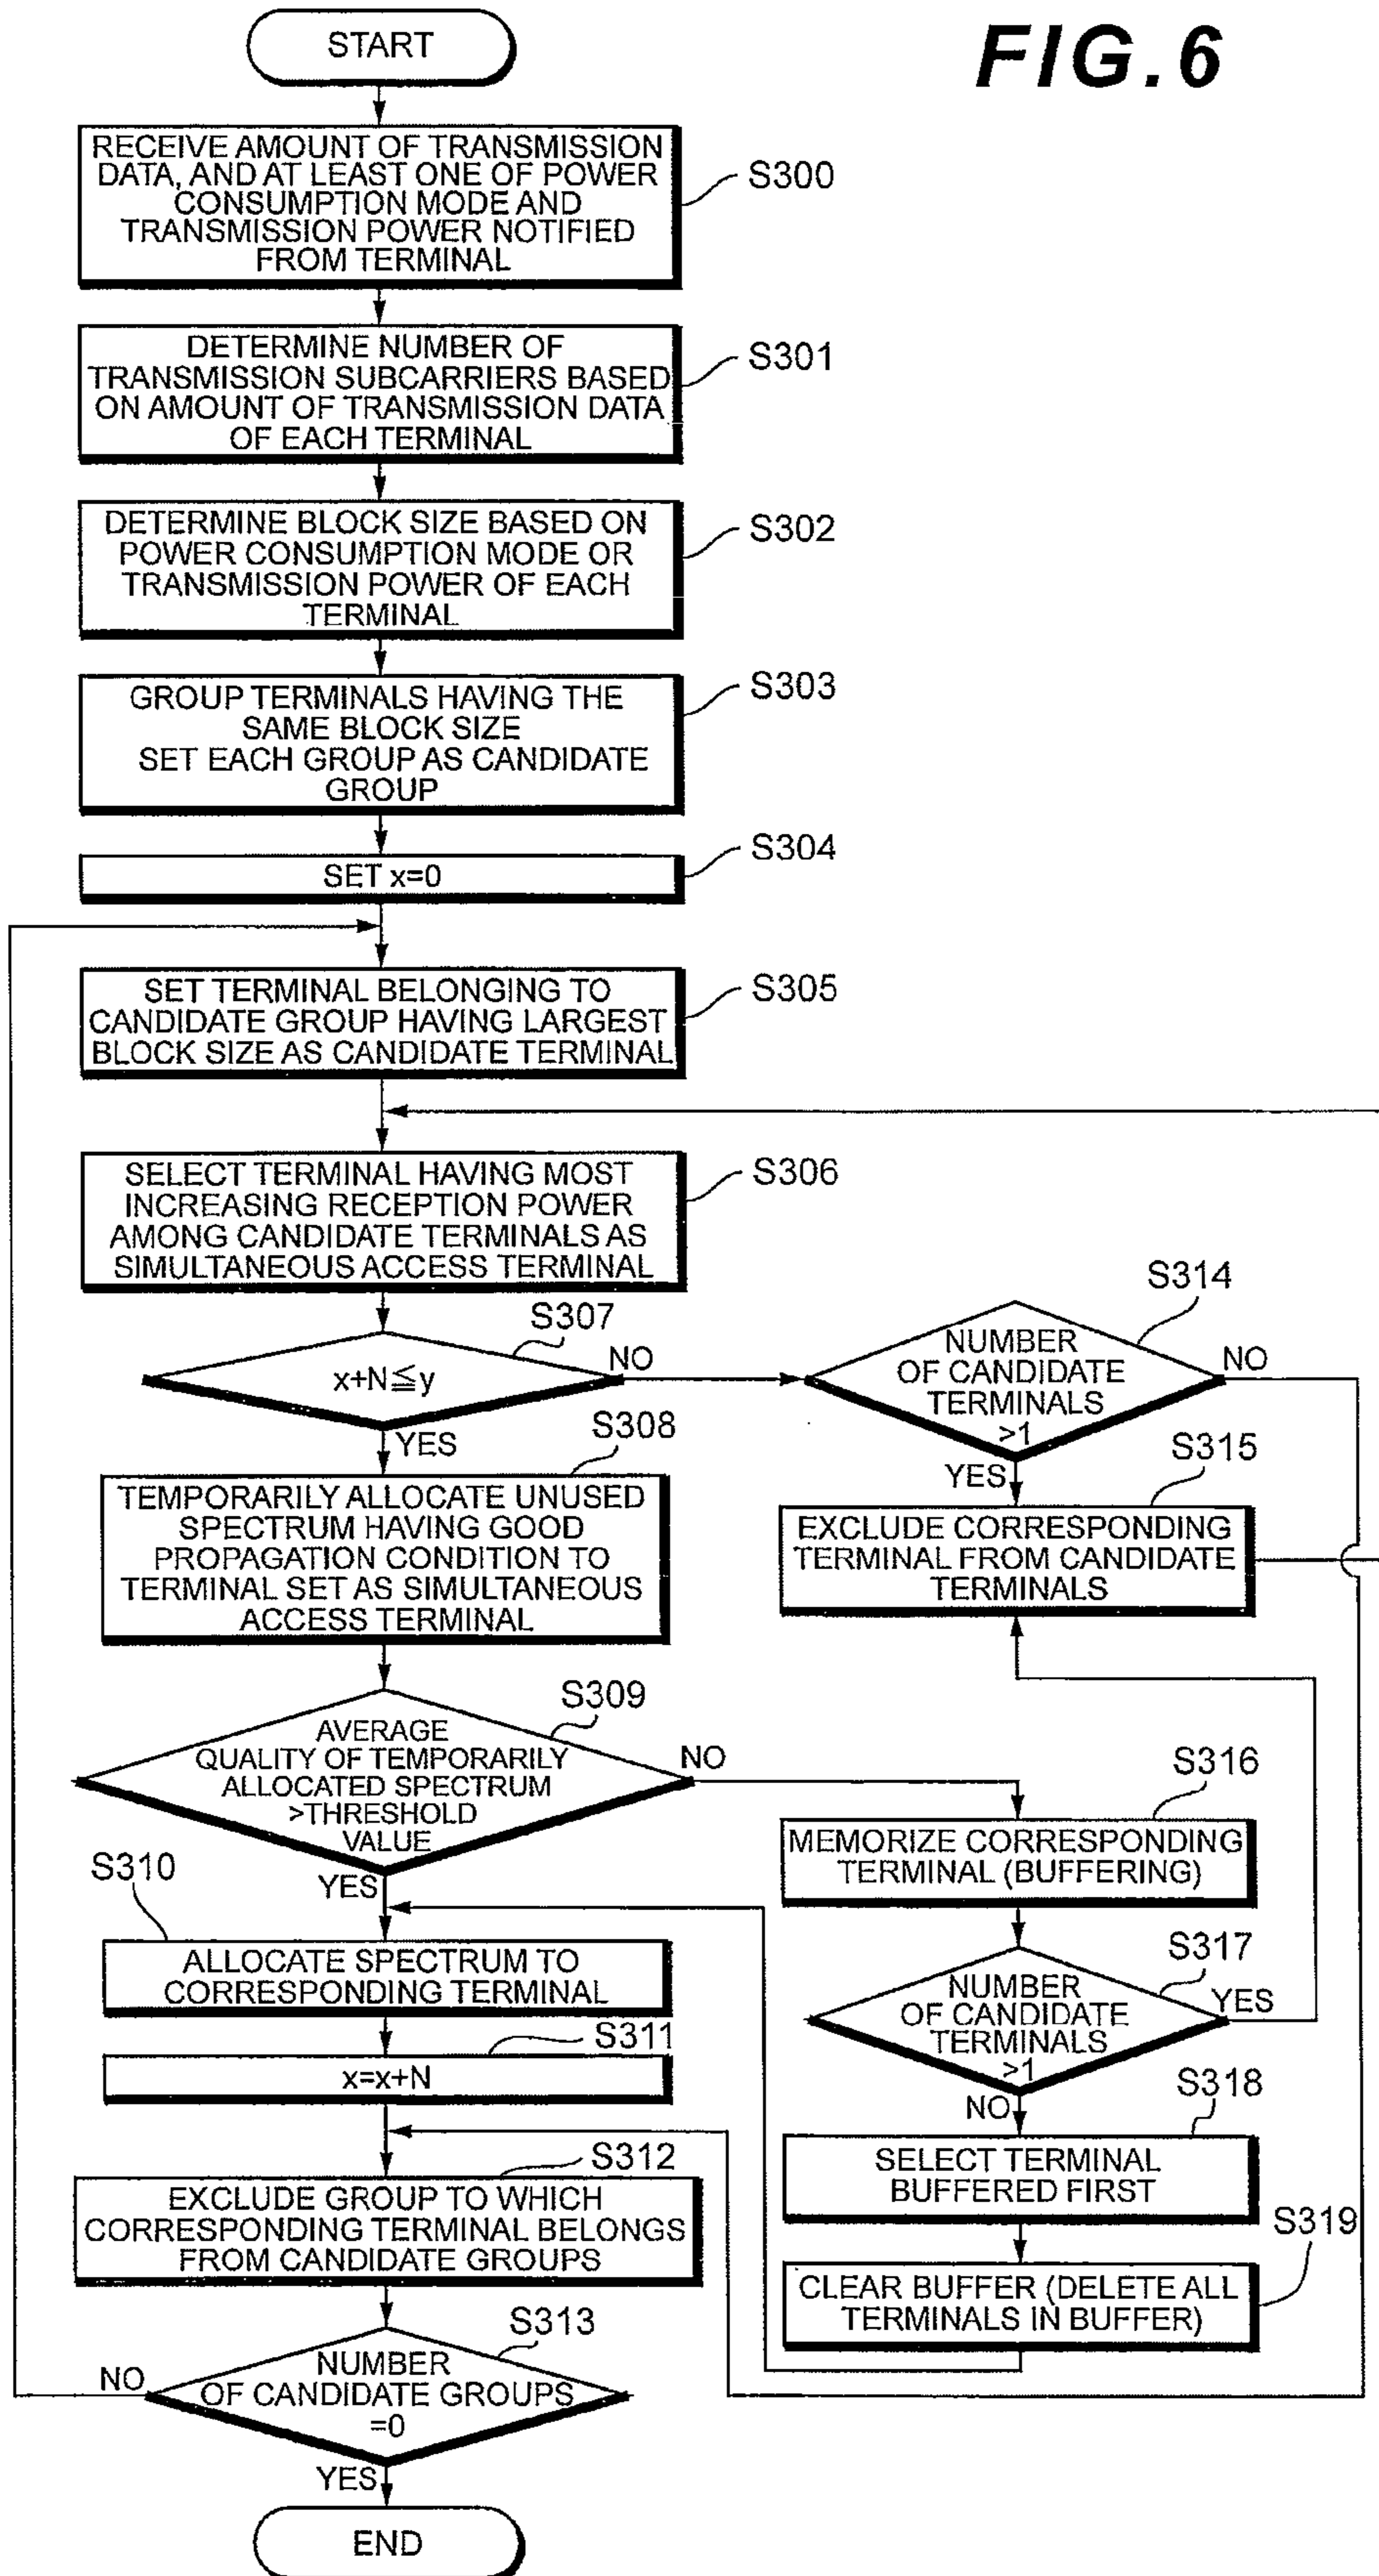 FIG. 6
START
RECEIVE AMOUNT OF TRANSMISSION
DATA, AND AT LEAST ONE OF POWER
CONSUMPTION MODE AND
TRANSMISSION POWER NOTIFIED
FROM TERMINAL
S300
DETERMINE NUMBER OF
TRANSMISSION SUBCARRIERS BASED
ON AMOUNT OF TRANSMISSION DATA
OF EACH TERMINAL
S301
DETERMINE BLOCK SIZE BASED ON
POWER CONSUMPTION MODE OR
TRANSMISSION POWER OF EACH
TERMINAL
S302
GROUP TERMINALS HAVING THE
SAME BLOCK SIZE
SET EACH GROUP AS CANDIDATE
GROUP
S303
SET x=0
S304
SET TERMINAL BELONGING TO
CANDIDATE GROUP HAVING LARGEST
BLOCK SIZE AS CANDIDATE TERMINAL
S305
SELECT TERMINAL HAVING MOST
INCREASING RECEPTION POWER
AMONG CANDIDATE TERMINALS AS
SIMULTANEOUS ACCESS TERMINAL
S306
S307
x+N≦y
NO
YES
S314
NUMBER
OF CANDIDATE
TERMINALS
>1
NO
YES
S308
TEMPORARILY ALLOCATE UNUSED
SPECTRUM HAVING GOOD
PROPAGATION CONDITION TO
TERMINAL SET AS SIMULTANEOUS
ACCESS TERMINAL
S315
EXCLUDE CORRESPONDING
TERMINAL FROM CANDIDATE
TERMINALS
S309
AVERAGE
QUALITY OF TEMPORARILY
ALLOCATED SPECTRUM
>THRESHOLD
VALUE
NO
YES
S316
MEMORIZE CORRESPONDING
TERMINAL (BUFFERING)
S310
ALLOCATE SPECTRUM TO
CORRESPONDING TERMINAL
S317
NUMBER
OF CANDIDATE
TERMINALS
>1
YES
NO
S311
x=x+N
S318
SELECT TERMINAL
BUFFERED FIRST
S312
EXCLUDE GROUP TO WHICH
CORRESPONDING TERMINAL BELONGS
FROM CANDIDATE GROUPS
S319
CLEAR BUFFER (DELETE ALL
TERMINALS IN BUFFER)
S313
NUMBER
OF CANDIDATE GROUPS
=0
NO
YES
END